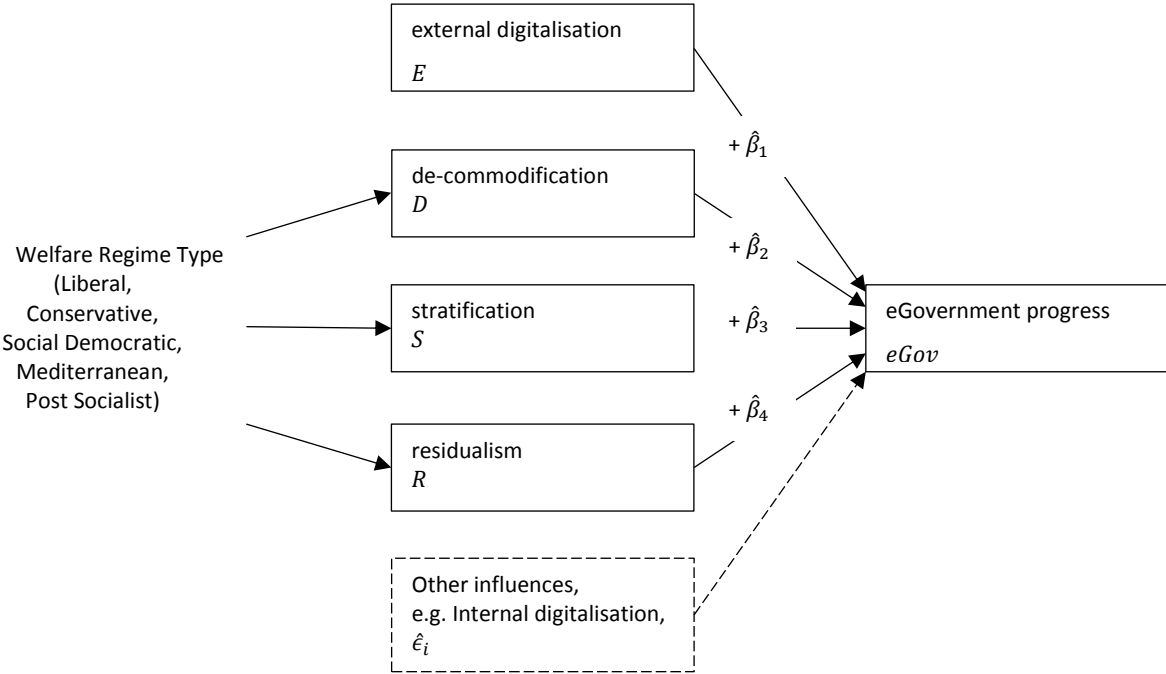 external digitalisation
E
+ β̂₁
de-commodification
D
+ β̂₂
Welfare Regime Type
(Liberal,
Conservative,
Social Democratic,
Mediterranean,
Post Socialist)
stratification
S
+ β̂₃
eGovernment progress
eGov
residualism
R
+ β̂₄
Other influences,
e.g. Internal digitalisation,
ϵ̂ᵢ